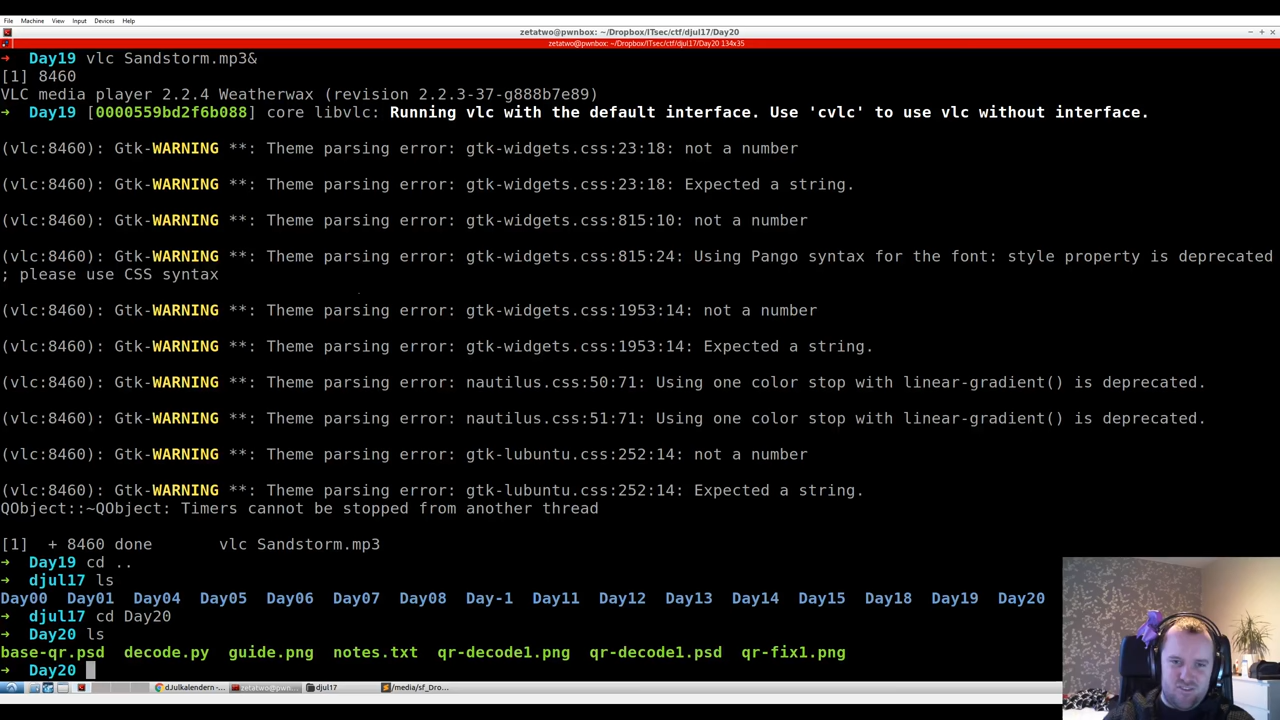 File Machine View Input Devices Help
zetatwo@pwnbox: ~/Dropbox/ITsec/ctf/djul17/Day20
zetatwo@pwnbox: ~/Dropbox/ITsec/ctf/djul17/Day20 134x35
➜ Day19 vlc Sandstorm.mp3&
[1] 8460
VLC media player 2.2.4 Weatherwax (revision 2.2.3-37-g888b7e89)
➜ Day19 [0000559bd2f6b088] core libvlc: Running vlc with the default interface. Use 'cvlc' to use vlc without interface.
(vlc:8460): Gtk-WARNING **: Theme parsing error: gtk-widgets.css:23:18: not a number
(vlc:8460): Gtk-WARNING **: Theme parsing error: gtk-widgets.css:23:18: Expected a string.
(vlc:8460): Gtk-WARNING **: Theme parsing error: gtk-widgets.css:815:10: not a number
(vlc:8460): Gtk-WARNING **: Theme parsing error: gtk-widgets.css:815:24: Using Pango syntax for the font: style property is deprecated
; please use CSS syntax
(vlc:8460): Gtk-WARNING **: Theme parsing error: gtk-widgets.css:1953:14: not a number
(vlc:8460): Gtk-WARNING **: Theme parsing error: gtk-widgets.css:1953:14: Expected a string.
(vlc:8460): Gtk-WARNING **: Theme parsing error: nautilus.css:50:71: Using one color stop with linear-gradient() is deprecated.
(vlc:8460): Gtk-WARNING **: Theme parsing error: nautilus.css:51:71: Using one color stop with linear-gradient() is deprecated.
(vlc:8460): Gtk-WARNING **: Theme parsing error: gtk-lubuntu.css:252:14: not a number
(vlc:8460): Gtk-WARNING **: Theme parsing error: gtk-lubuntu.css:252:14: Expected a string.
QObject::~QObject: Timers cannot be stopped from another thread
[1] + 8460 done vlc Sandstorm.mp3
➜ Day19 cd ..
➜ djul17 ls
Day00 Day01 Day04 Day05 Day06 Day07 Day08 Day-1 Day11 Day12 Day13 Day14 Day15 Day18 Day19 Day20
➜ djul17 cd Day20
➜ Day20 ls
base-qr.psd decode.py guide.png notes.txt qr-decode1.png qr-decode1.psd qr-fix1.png
➜ Day20
dJulkalendern -... zetatwo@pwnbox: ~... djul17 /media/sf_Dro...